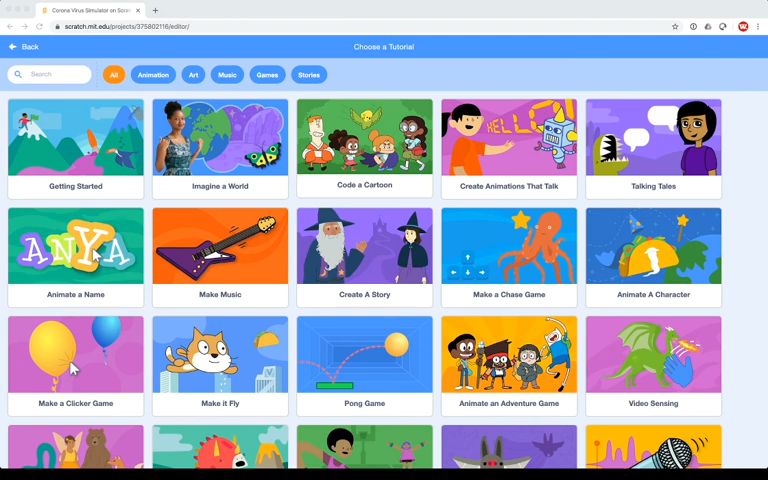 Corona Virus Simulator on Scr
scratch.mit.edu/projects/375802116/editor/
Back
Choose a Tutorial
Search
All
Animation
Art
Music
Games
Stories
HELLO
Getting Started
Imagine a World
Code a Cartoon
Create Animations That Talk
Talking Tales
ANYA
Animate a Name
Make Music
Create A Story
Make a Chase Game
Animate A Character
Make a Clicker Game
Make it Fly
Pong Game
Animate an Adventure Game
Video Sensing